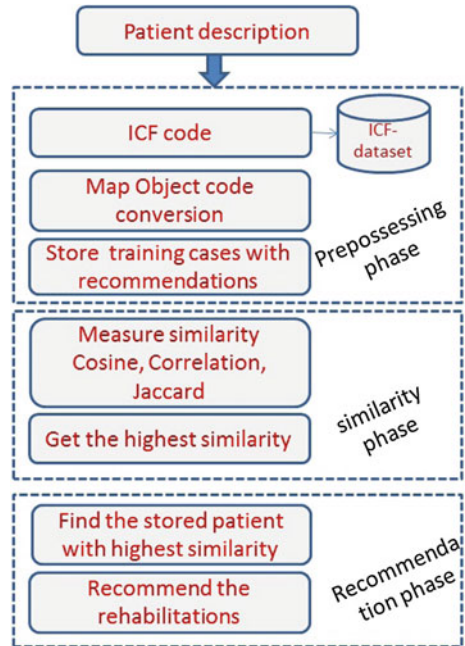 Patient description
ICF code
ICF-
dataset
Map Object code
conversion
Store training cases with
recommendations
Prepossessing
phase
Measure similarity
Cosine, Correlation,
Jaccard
Get the highest similarity
similarity
phase
Find the stored patient
with highest similarity
Recommend the
rehabilitations
Recommenda
tion phase